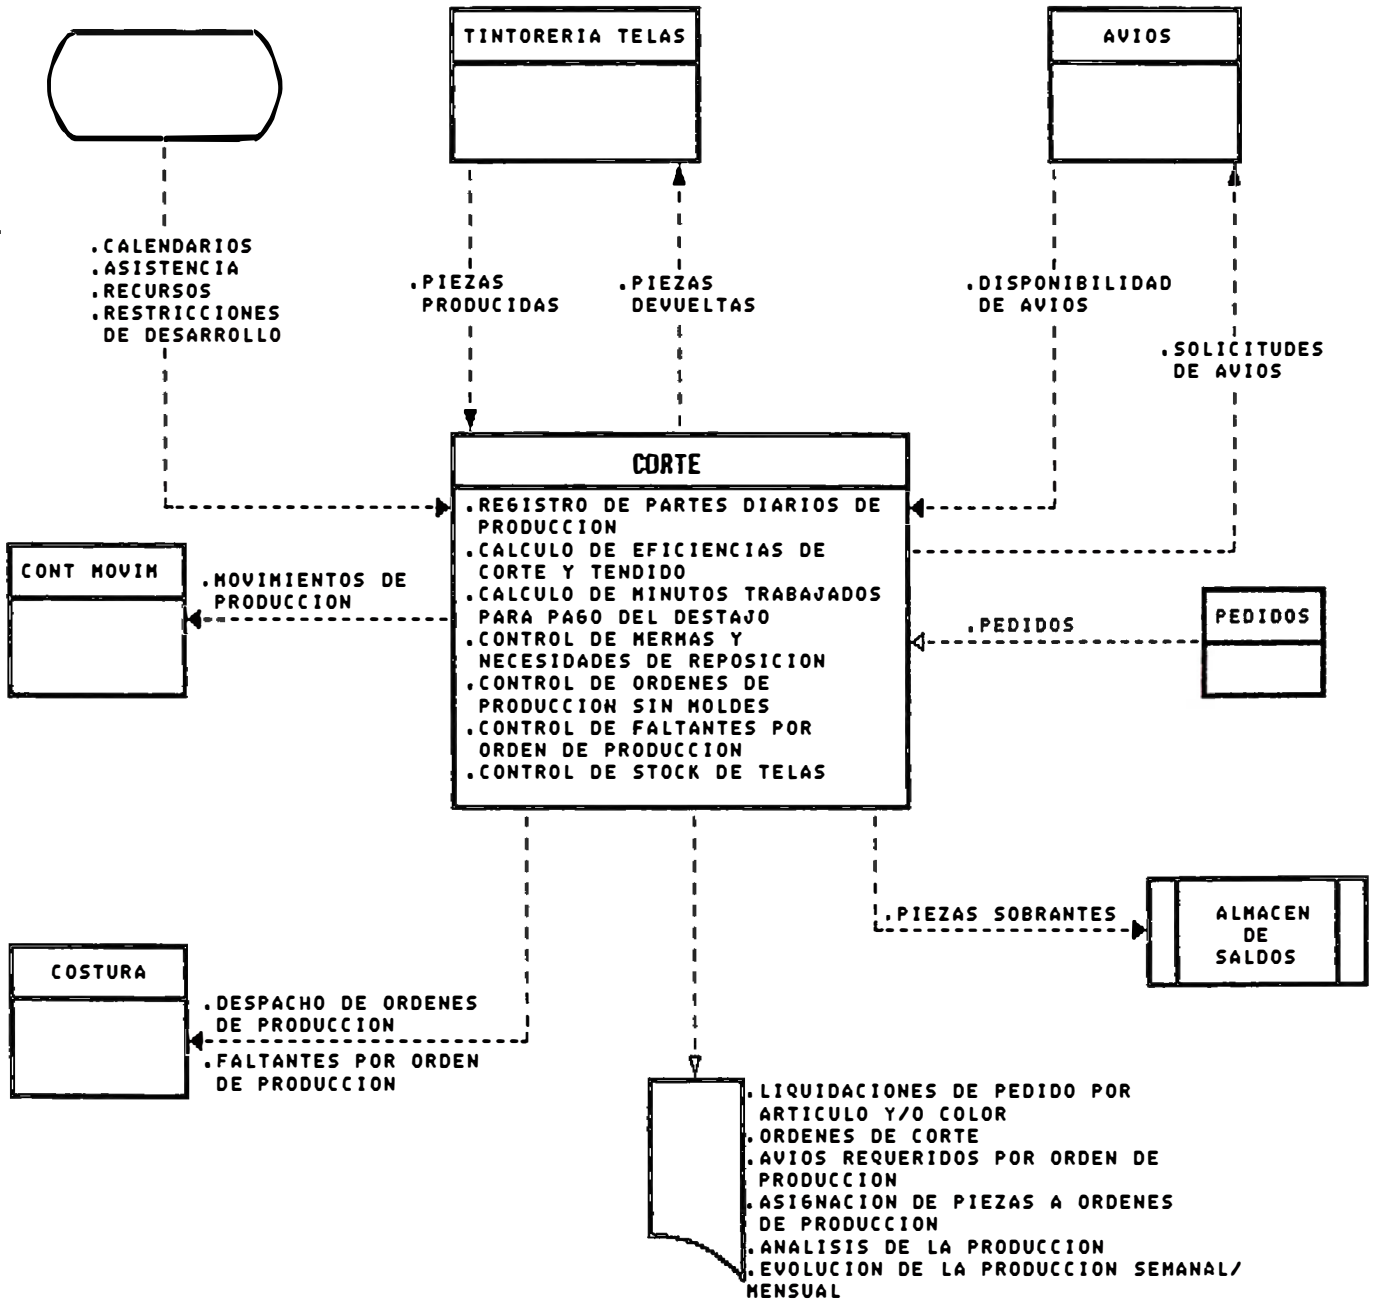 TINTORERIA TELAS
AVIOS
.CALENDARIOS
.ASISTENCIA
.RECURSOS
.RESTRICCIONES
DE DESARROLLO
.PIEZAS
PRODUCIDAS
.PIEZAS
DEVUELTAS
.DISPONIBILIDAD
DE AVIOS
.SOLICITUDES
DE AVIOS
CORTE
.REGISTRO DE PARTES DIARIOS DE
PRODUCCION
.CALCULO DE EFICIENCIAS DE
CORTE Y TENDIDO
.CALCULO DE MINUTOS TRABAJADOS
PARA PAGO DEL DESTAJO
.CONTROL DE MERMAS Y
NECESIDADES DE REPOSICION
.CONTROL DE ORDENES DE
PRODUCCION SIN MOLDES
.CONTROL DE FALTANTES POR
ORDEN DE PRODUCCION
.CONTROL DE STOCK DE TELAS
CONT MOVIM
.MOVIMIENTOS DE
PRODUCCION
.PEDIDOS
PEDIDOS
.PIEZAS SOBRANTES
ALMACEN
DE
SALDOS
COSTURA
.DESPACHO DE ORDENES
DE PRODUCCION
.FALTANTES POR ORDEN
DE PRODUCCION
.LIQUIDACIONES DE PEDIDO POR
ARTICULO Y/O COLOR
.ORDENES DE CORTE
.AVIOS REQUERIDOS POR ORDEN DE
PRODUCCION
.ASIGNACION DE PIEZAS A ORDENES
DE PRODUCCION
.ANALISIS DE LA PRODUCCION
.EVOLUCION DE LA PRODUCCION SEMANAL/
MENSUAL